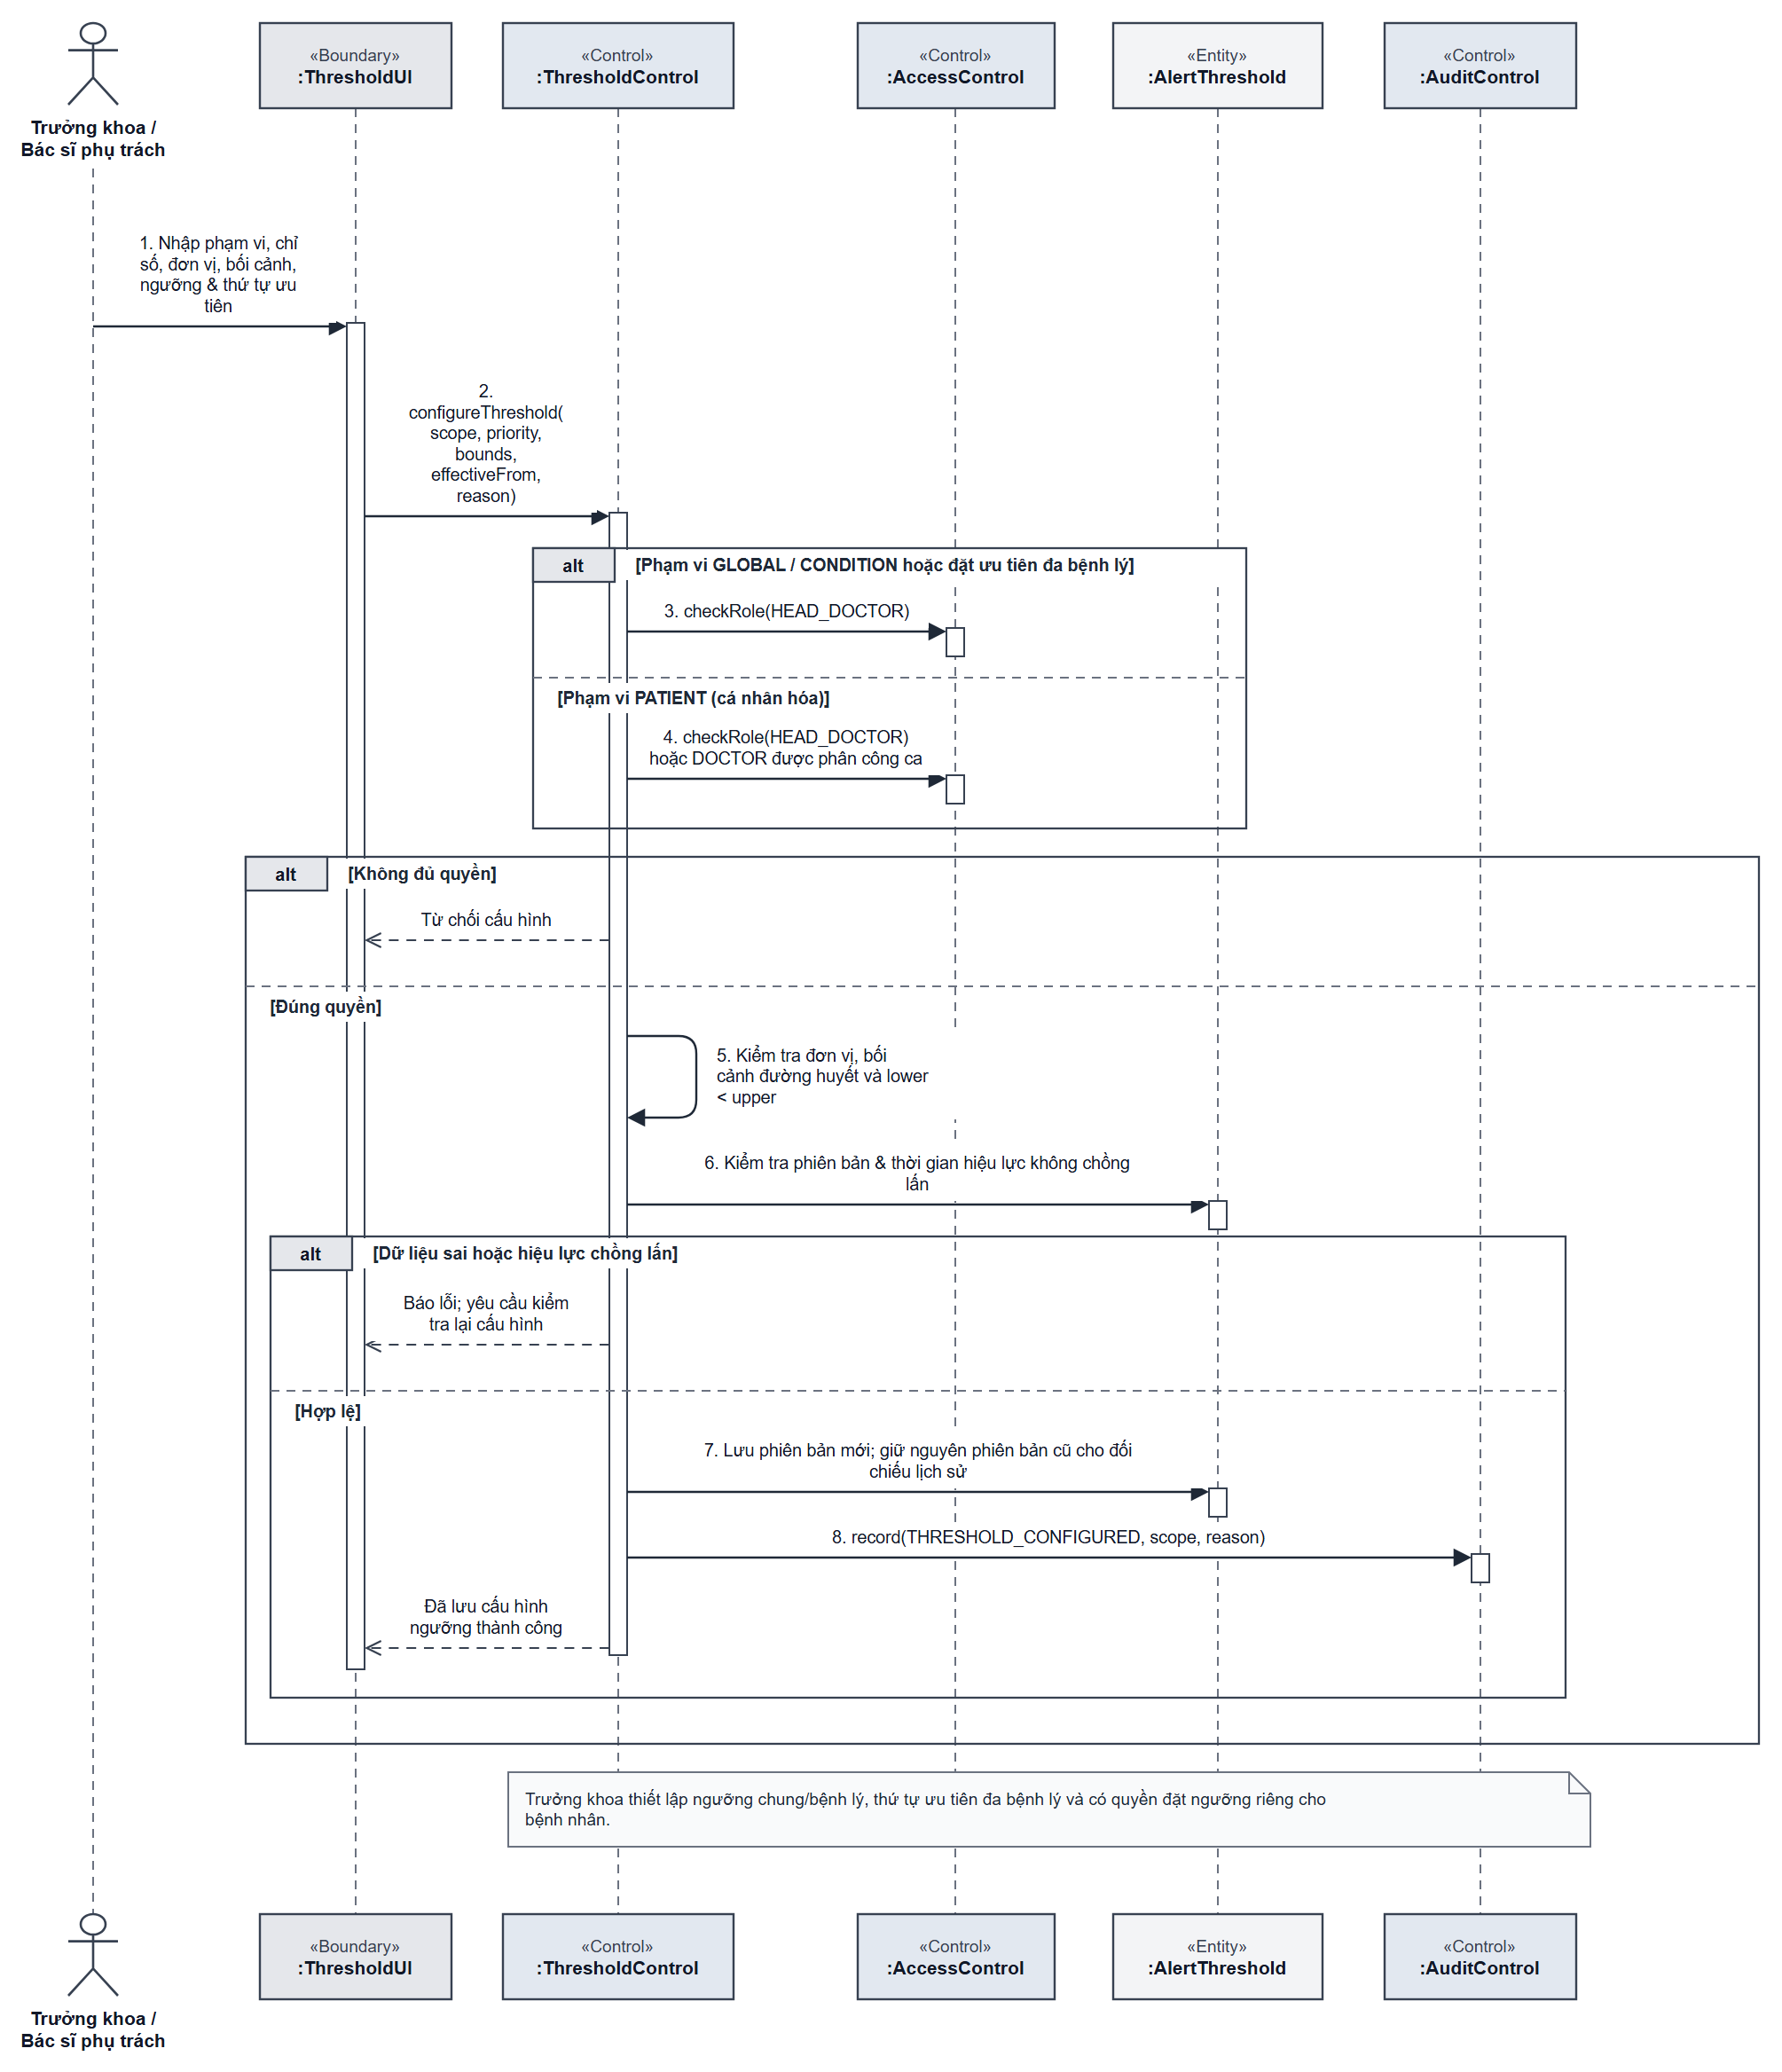 «Boundary»
:ThresholdUI
«Control»
:ThresholdControl
«Control»
:AccessControl
«Entity»
:AlertThreshold
«Control»
:AuditControl
Trưởng khoa /
Bác sĩ phụ trách
1. Nhập phạm vi, chỉ
số, đơn vị, bối cảnh,
ngưỡng & thứ tự ưu
tiên
2.
configureThreshold(
scope, priority,
bounds,
effectiveFrom,
reason)
alt
[Phạm vi GLOBAL / CONDITION hoặc đặt ưu tiên đa bệnh lý]
3. checkRole(HEAD_DOCTOR)
[Phạm vi PATIENT (cá nhân hóa)]
4. checkRole(HEAD_DOCTOR)
hoặc DOCTOR được phân công ca
alt
[Không đủ quyền]
Từ chối cấu hình
[Đúng quyền]
5. Kiểm tra đơn vị, bối
cảnh đường huyết và lower
< upper
6. Kiểm tra phiên bản & thời gian hiệu lực không chồng
lấn
alt
[Dữ liệu sai hoặc hiệu lực chồng lấn]
Báo lỗi; yêu cầu kiểm
tra lại cấu hình
[Hợp lệ]
7. Lưu phiên bản mới; giữ nguyên phiên bản cũ cho đối
chiếu lịch sử
8. record(THRESHOLD_CONFIGURED, scope, reason)
Đã lưu cấu hình
ngưỡng thành công
Trưởng khoa thiết lập ngưỡng chung/bệnh lý, thứ tự ưu tiên đa bệnh lý và có quyền đặt ngưỡng riêng cho
bệnh nhân.
«Boundary»
:ThresholdUI
«Control»
:ThresholdControl
«Control»
:AccessControl
«Entity»
:AlertThreshold
«Control»
:AuditControl
Trưởng khoa /
Bác sĩ phụ trách